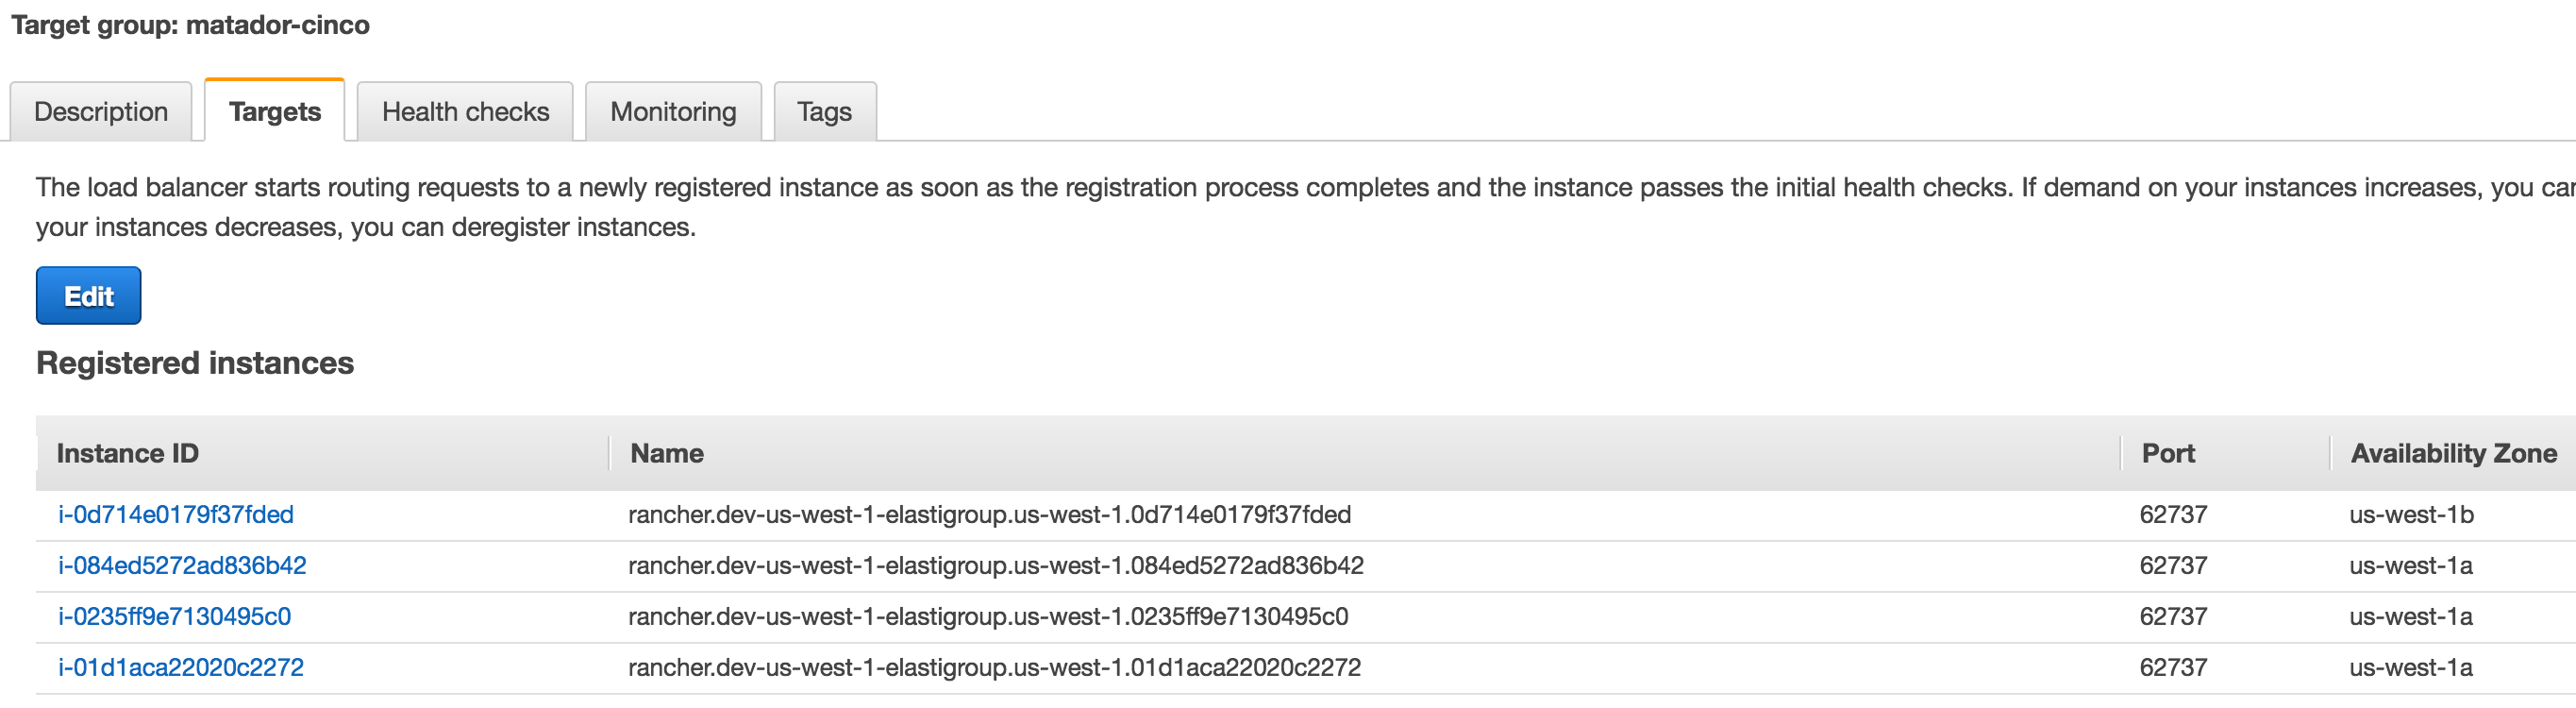 Target group: matador-cinco
Description Targets Health checks Monitoring Tags
The load balancer starts routing requests to a newly registered instance as soon as the registration process completes and the instance passes the initial health checks. If demand on your instances increases, you can
your instances decreases, you can deregister instances.
Edit
Registered instances
Instance ID Name Port Availability Zone
i-0d714e0179f37fded rancher.dev-us-west-1-elastigroup.us-west-1.0d714e0179f37fded 62737 us-west-1b
i-084ed5272ad836b42 rancher.dev-us-west-1-elastigroup.us-west-1.084ed5272ad836b42 62737 us-west-1a
i-0235ff9e7130495c0 rancher.dev-us-west-1-elastigroup.us-west-1.0235ff9e7130495c0 62737 us-west-1a
i-01d1aca22020c2272 rancher.dev-us-west-1-elastigroup.us-west-1.01d1aca22020c2272 62737 us-west-1a